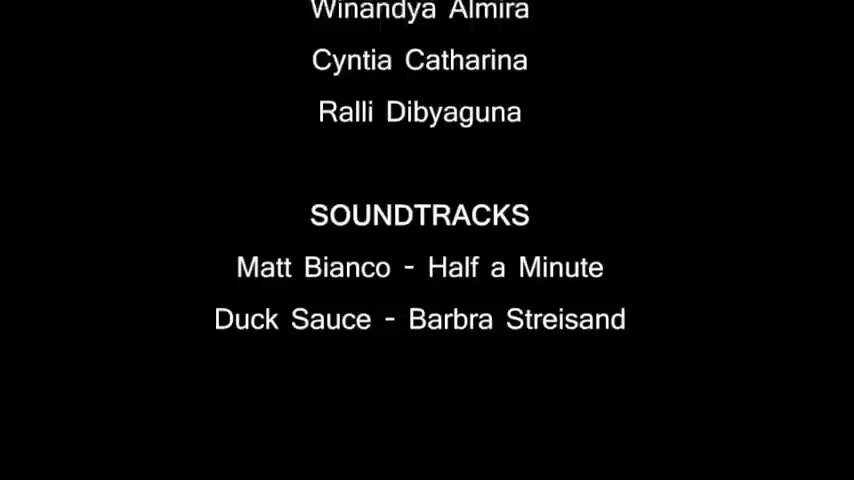 Winandya Almira
Cyntia Catharina
Ralli Dibyaguna
SOUNDTRACKS
Matt Bianco - Half a Minute
Duck Sauce - Barbra Streisand